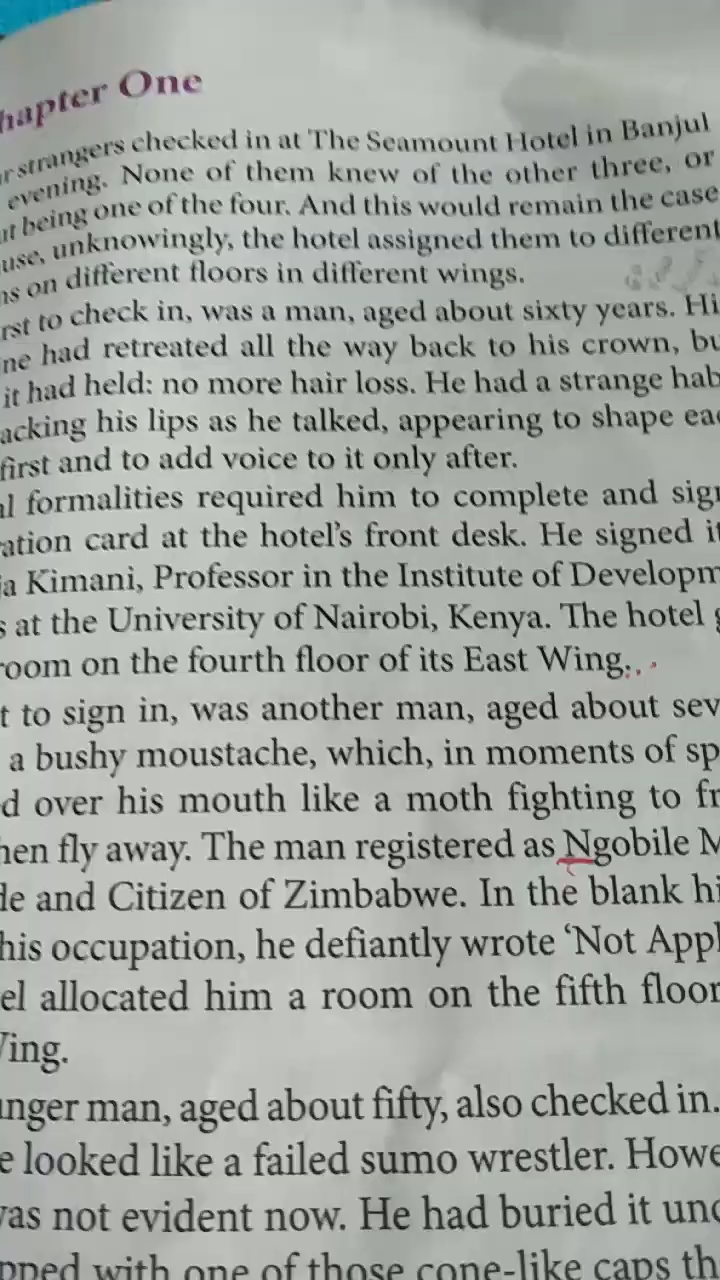 hapter One
r strangers checked in at The Seamount Hotel in Banjul
evening. None of them knew of the other three, or
ut being one of the four. And this would remain the case
use, unknowingly, the hotel assigned them to different
ns on different floors in different wings.
rst to check in, was a man, aged about sixty years. Hi
ne had retreated all the way back to his crown, bu
it had held: no more hair loss. He had a strange hab
acking his lips as he talked, appearing to shape ea
first and to add voice to it only after.
al formalities required him to complete and sign
ation card at the hotel's front desk. He signed it
ja Kimani, Professor in the Institute of Developm
s at the University of Nairobi, Kenya. The hotel g
room on the fourth floor of its East Wing.
t to sign in, was another man, aged about sev
a bushy moustache, which, in moments of sp
d over his mouth like a moth fighting to fr
hen fly away. The man registered as Ngobile M
de and Citizen of Zimbabwe. In the blank hi
his occupation, he defiantly wrote ‘Not Appl
el allocated him a room on the fifth floor
Wing.
unger man, aged about fifty, also checked in.
e looked like a failed sumo wrestler. Howe
was not evident now. He had buried it und
pped with one of those cone-like caps th